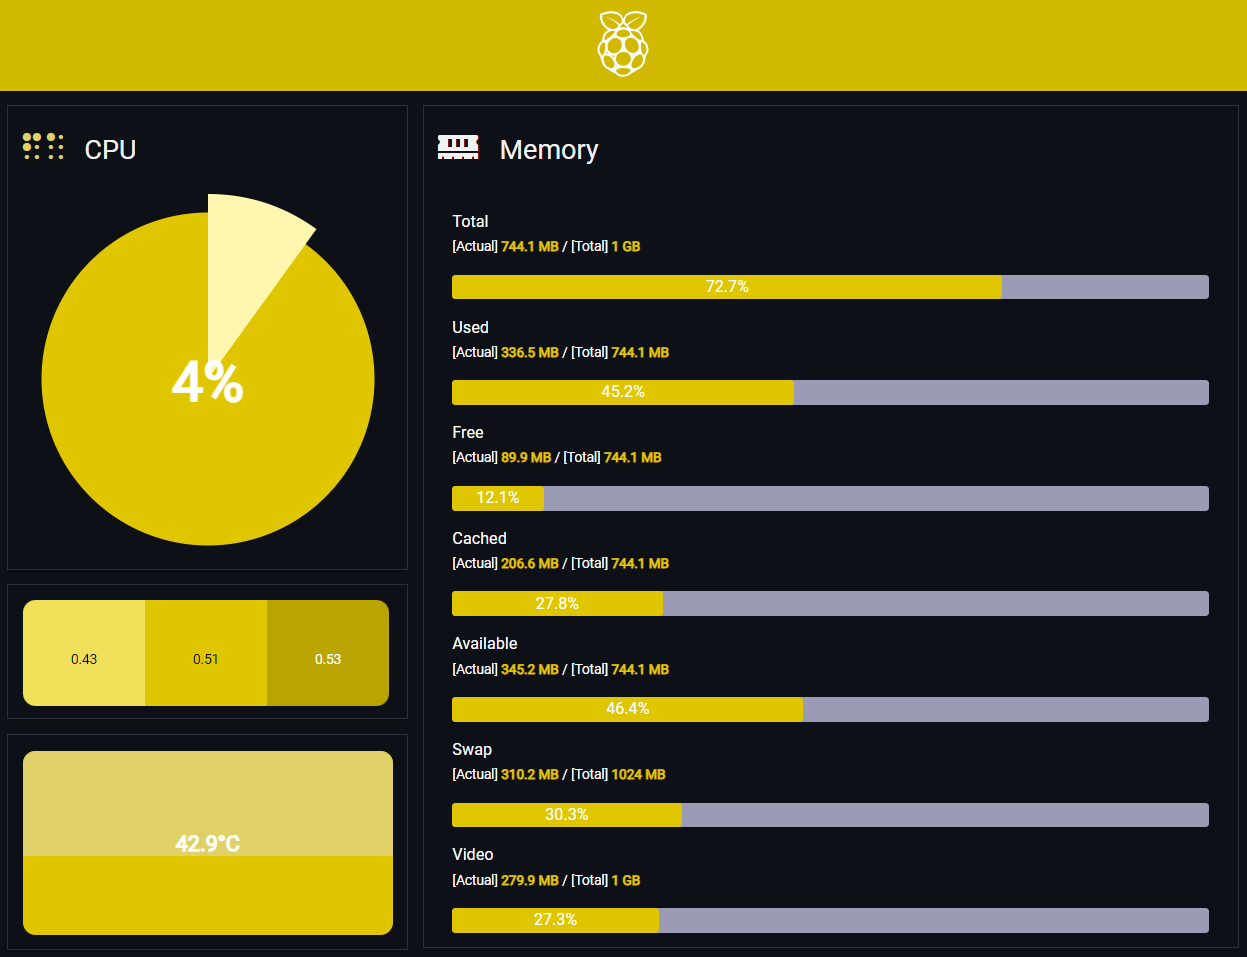 CPU
4%
0.43
0.51
0.53
42.9°C
Memory
Total
[Actual] 744.1 MB / [Total] 1 GB
72.7%
Used
[Actual] 336.5 MB / [Total] 744.1 MB
45.2%
Free
[Actual] 89.9 MB / [Total] 744.1 MB
12.1%
Cached
[Actual] 206.6 MB / [Total] 744.1 MB
27.8%
Available
[Actual] 345.2 MB / [Total] 744.1 MB
46.4%
Swap
[Actual] 310.2 MB / [Total] 1024 MB
30.3%
Video
[Actual] 279.9 MB / [Total] 1 GB
27.3%